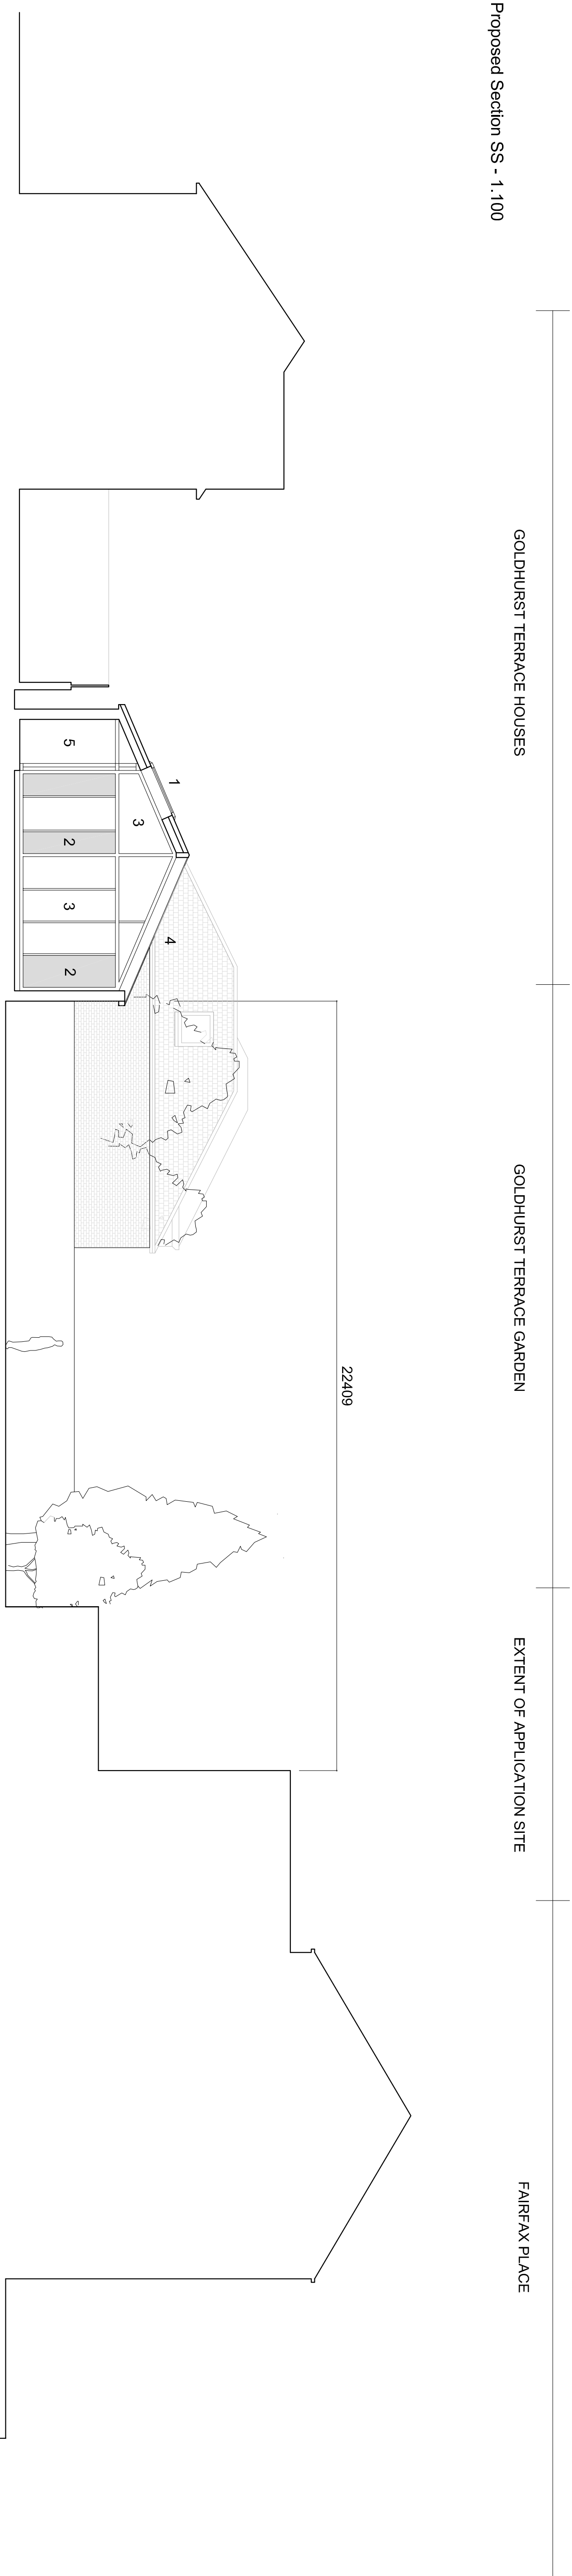 Proposed Section SS - 1.100
GOLDHURST TERRACE HOUSES
GOLDHURST TERRACE GARDEN
EXTENT OF APPLICATION SITE
FAIRFAX PLACE
22409
1
3
5
2
3
2
4